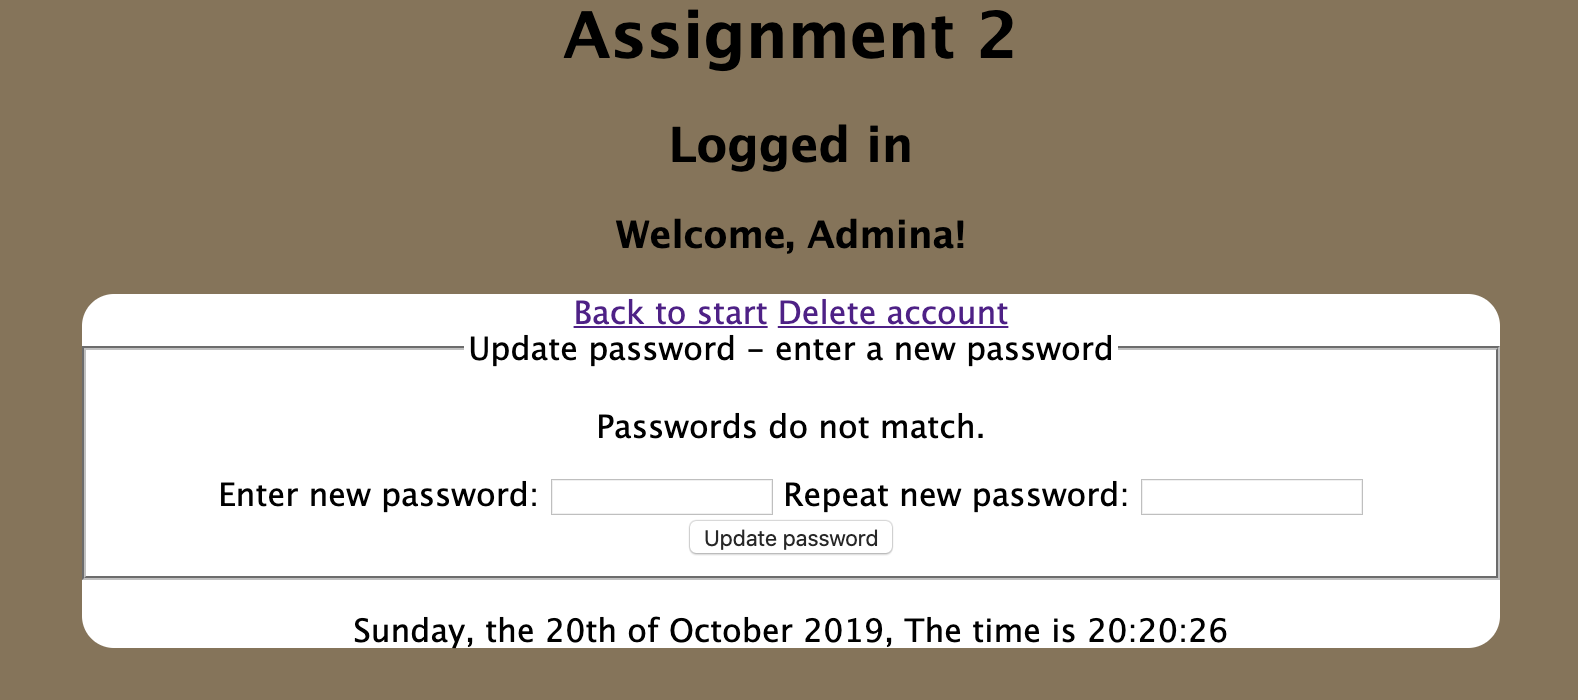 Assignment 2
Logged in
Welcome, Admina!
Back to start Delete account
Update password - enter a new password
Passwords do not match.
Enter new password: Repeat new password:
Update password
Sunday, the 20th of October 2019, The time is 20:20:26